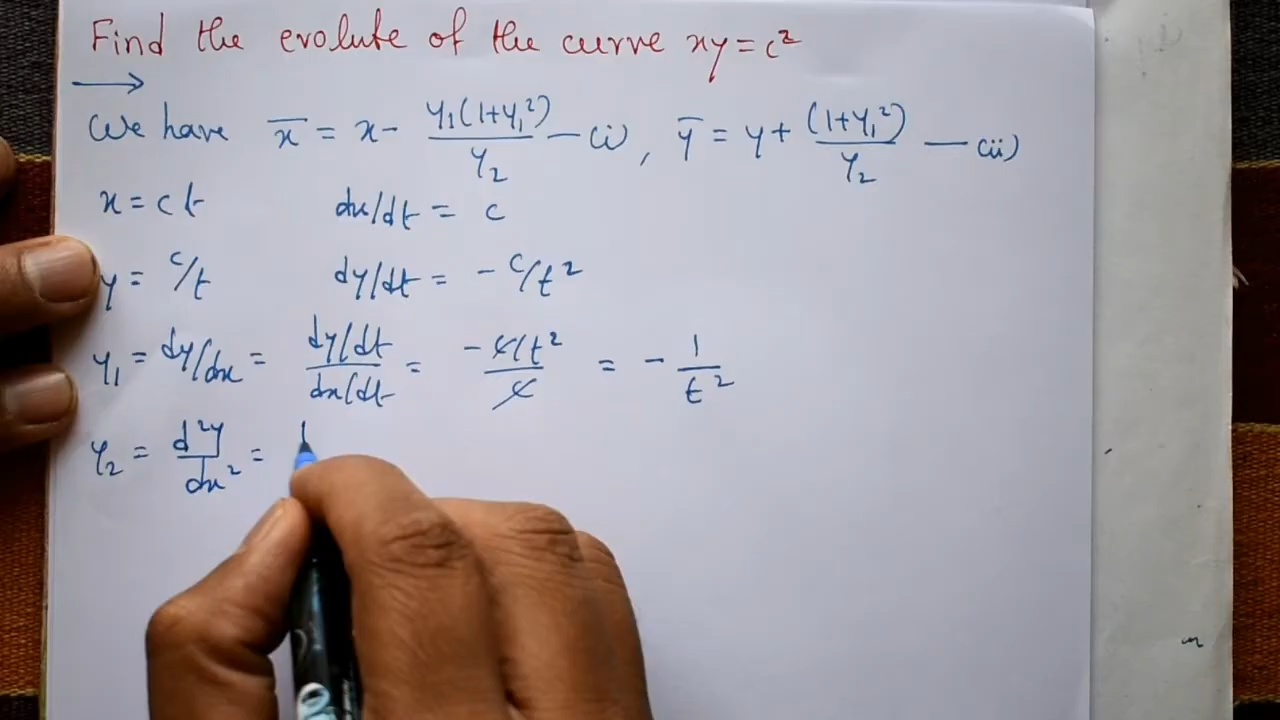 Find the evolute of the curve xy = c²
We have x̄ = x - y₁(1+y₁²)/y₂ — (i), ȳ = y + (1+y₁²)/y₂ — (ii)
x = ct dx/dt = c
y = c/t dy/dt = - c/t²
y₁ = dy/dx = (dy/dt)/(dx/dt) = (-c/t²)/c = - 1/t²
y₂ = d²y/dx² =